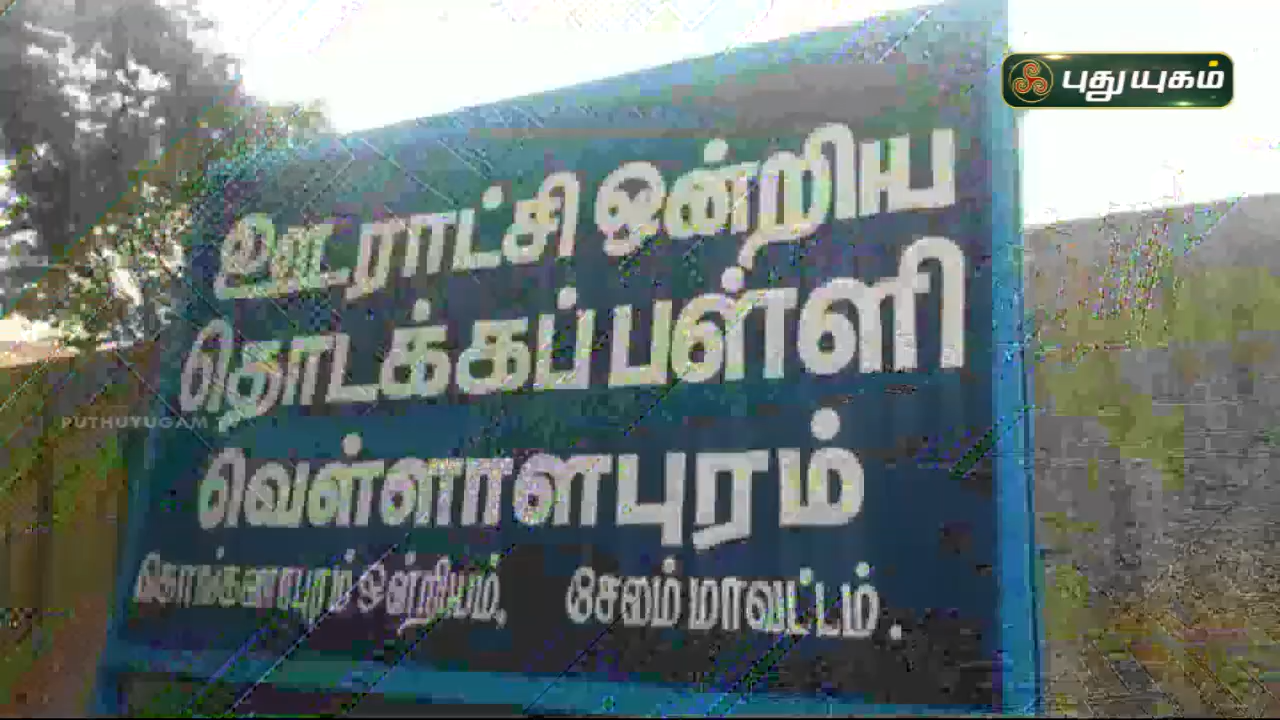 புதுயுகம்
ஊராட்சி ஒன்றிய
தொடக்கப்பள்ளி
PUTHUYUGAM
வெள்ளாளபுரம்
கொங்கணாபுரம் ஒன்றியம், சேலம் மாவட்டம்.